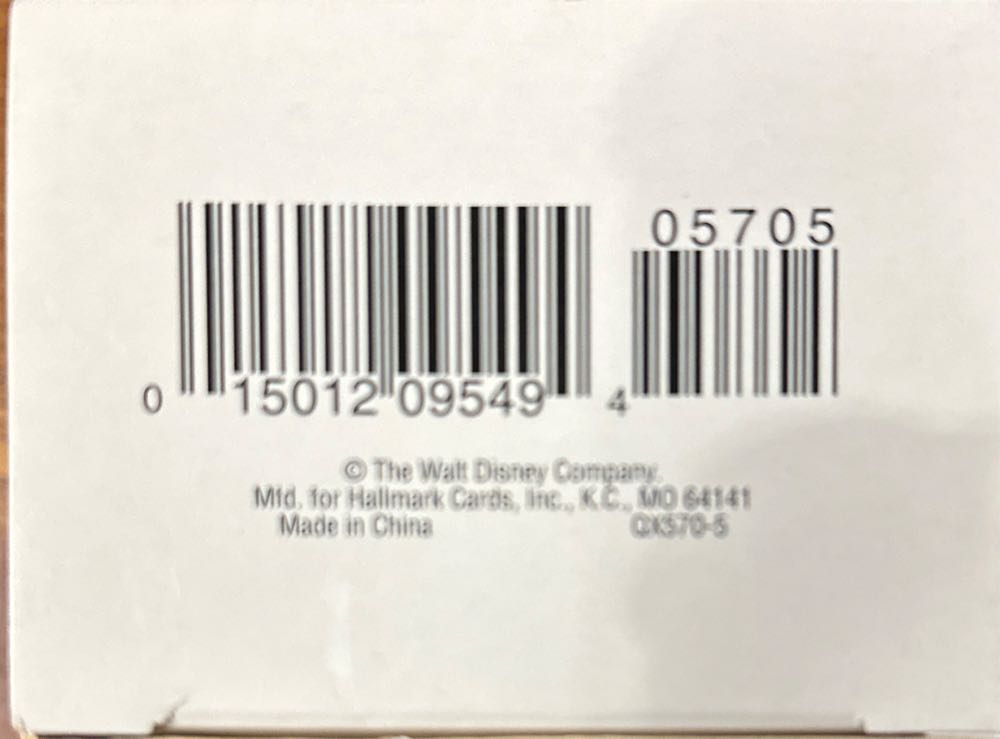 05705
0 15012 09549 4
© The Walt Disney Company.
Mfd. for Hallmark Cards, Inc., K.C., MO 64141
Made in China QX570-5